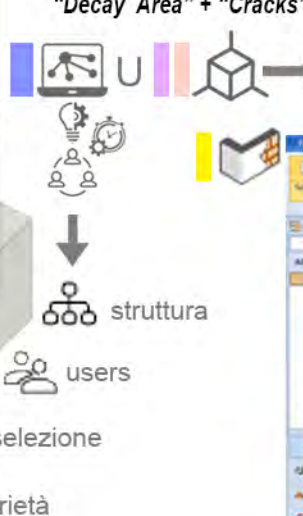 "Decay Area" + "Cracks"
U
struttura
users
selezione
rietà